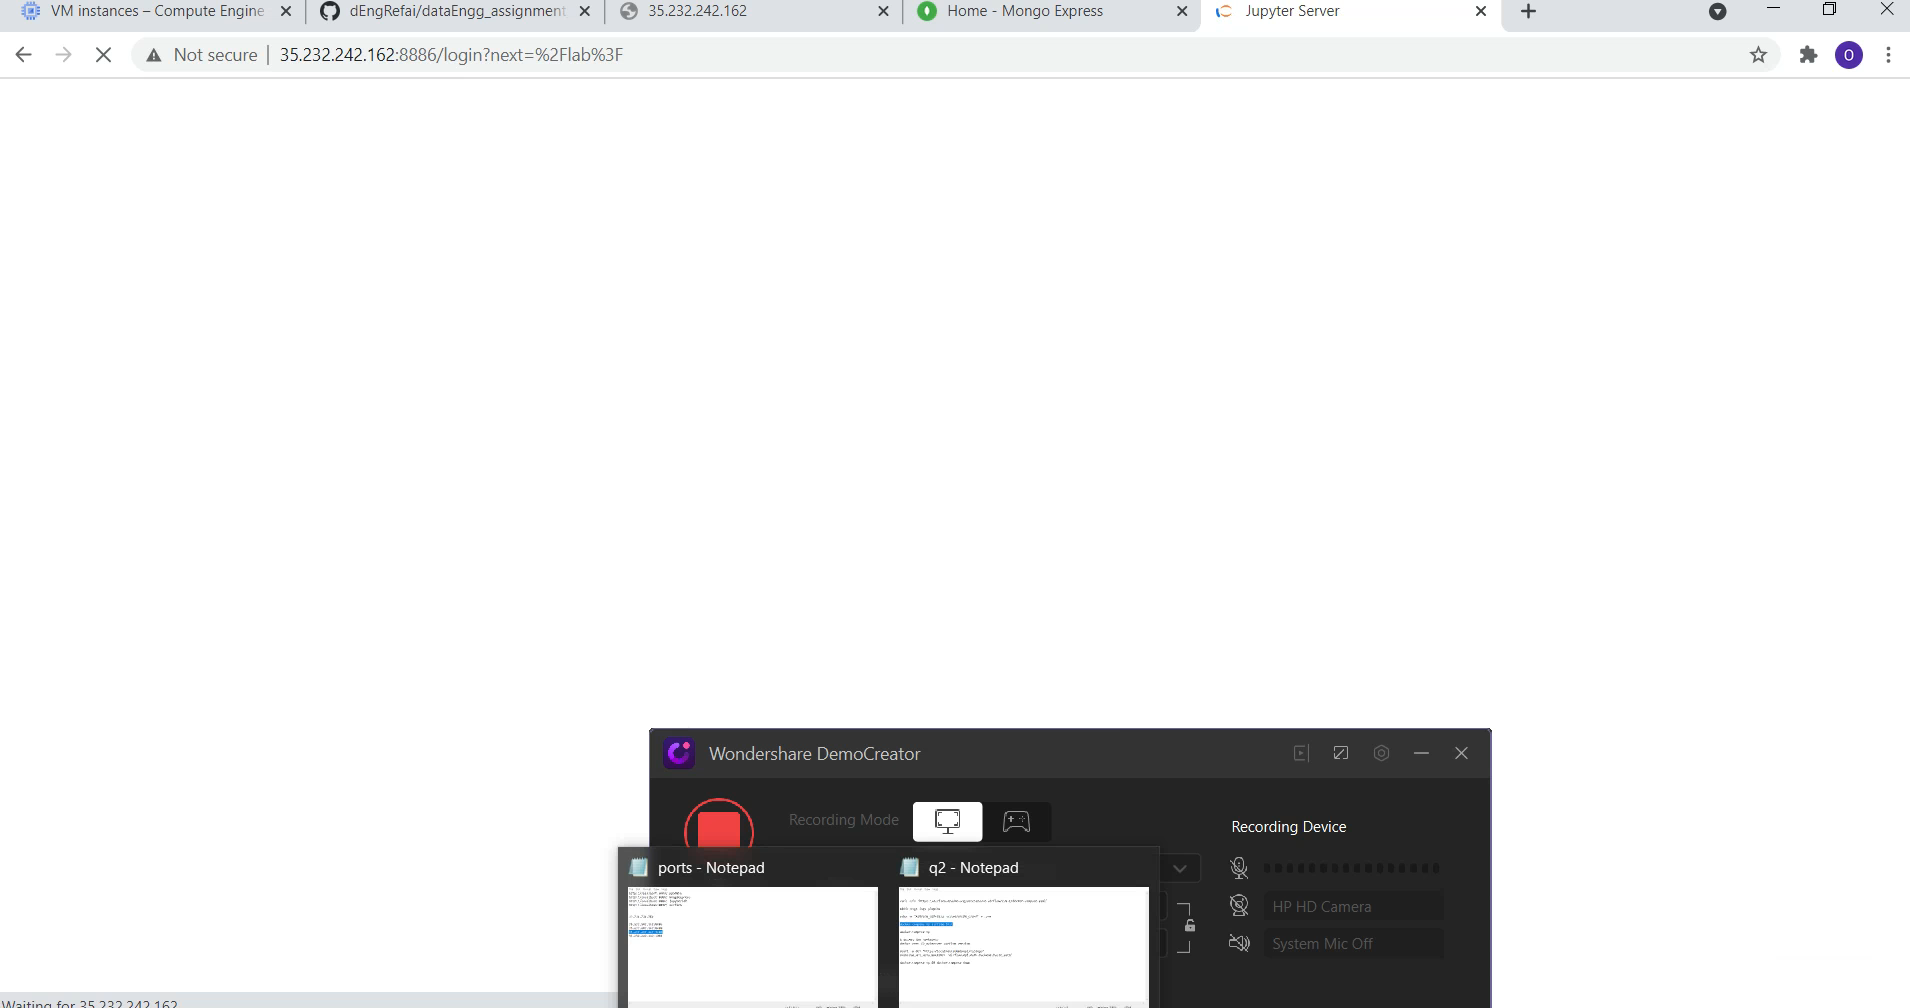 VM instances – Compute Engine
dEngRefai/dataEngg_assignment
35.232.242.162
Home - Mongo Express
Jupyter Server
Not secure
35.232.242.162:8886/login?next=%2Flab%3F
O
Wondershare DemoCreator
Recording Mode
Recording Device
ports - Notepad
q2 - Notepad
HP HD Camera
System Mic Off
Waiting for 35.232.242.162